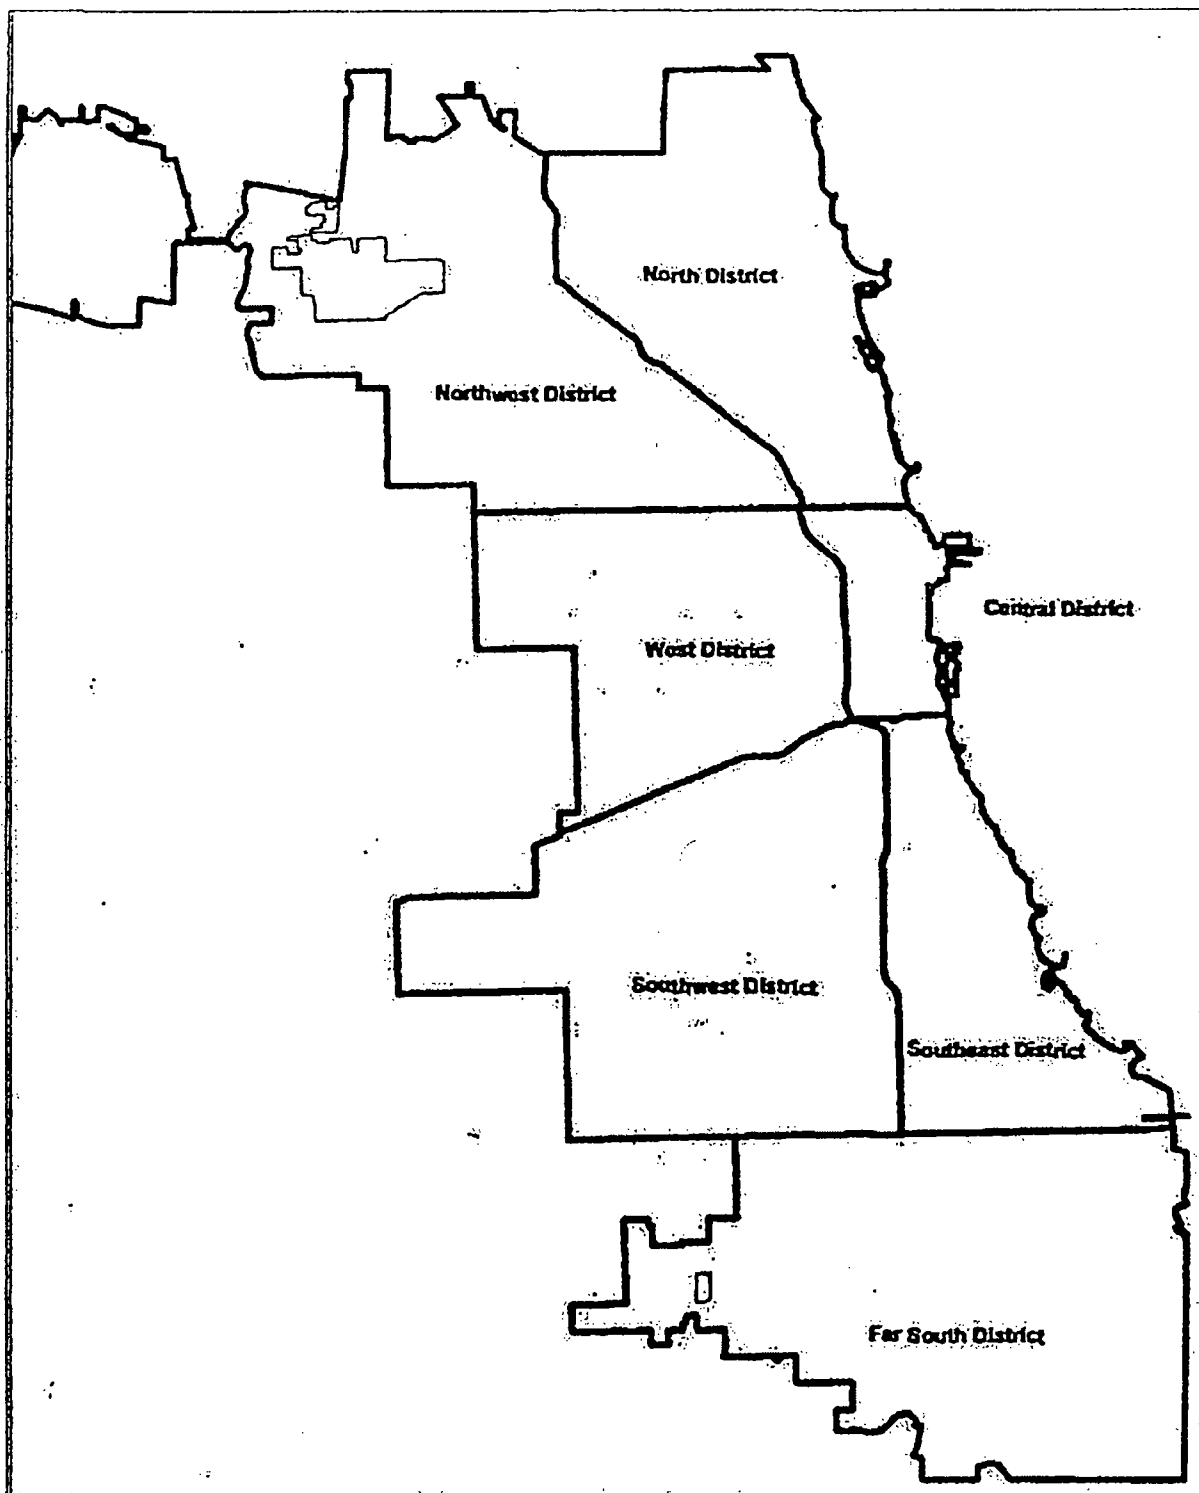 North District
Northwest District
Central District
West District
Southwest District
Southeast District
Far South District